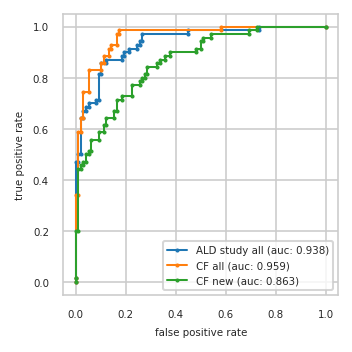 1.0
0.8
0.6
0.4
0.2
0.0
true positive rate
ALD study all (auc: 0.938)
CF all (auc: 0.959)
CF new (auc: 0.863)
0.0 0.2 0.4 0.6 0.8 1.0
false positive rate